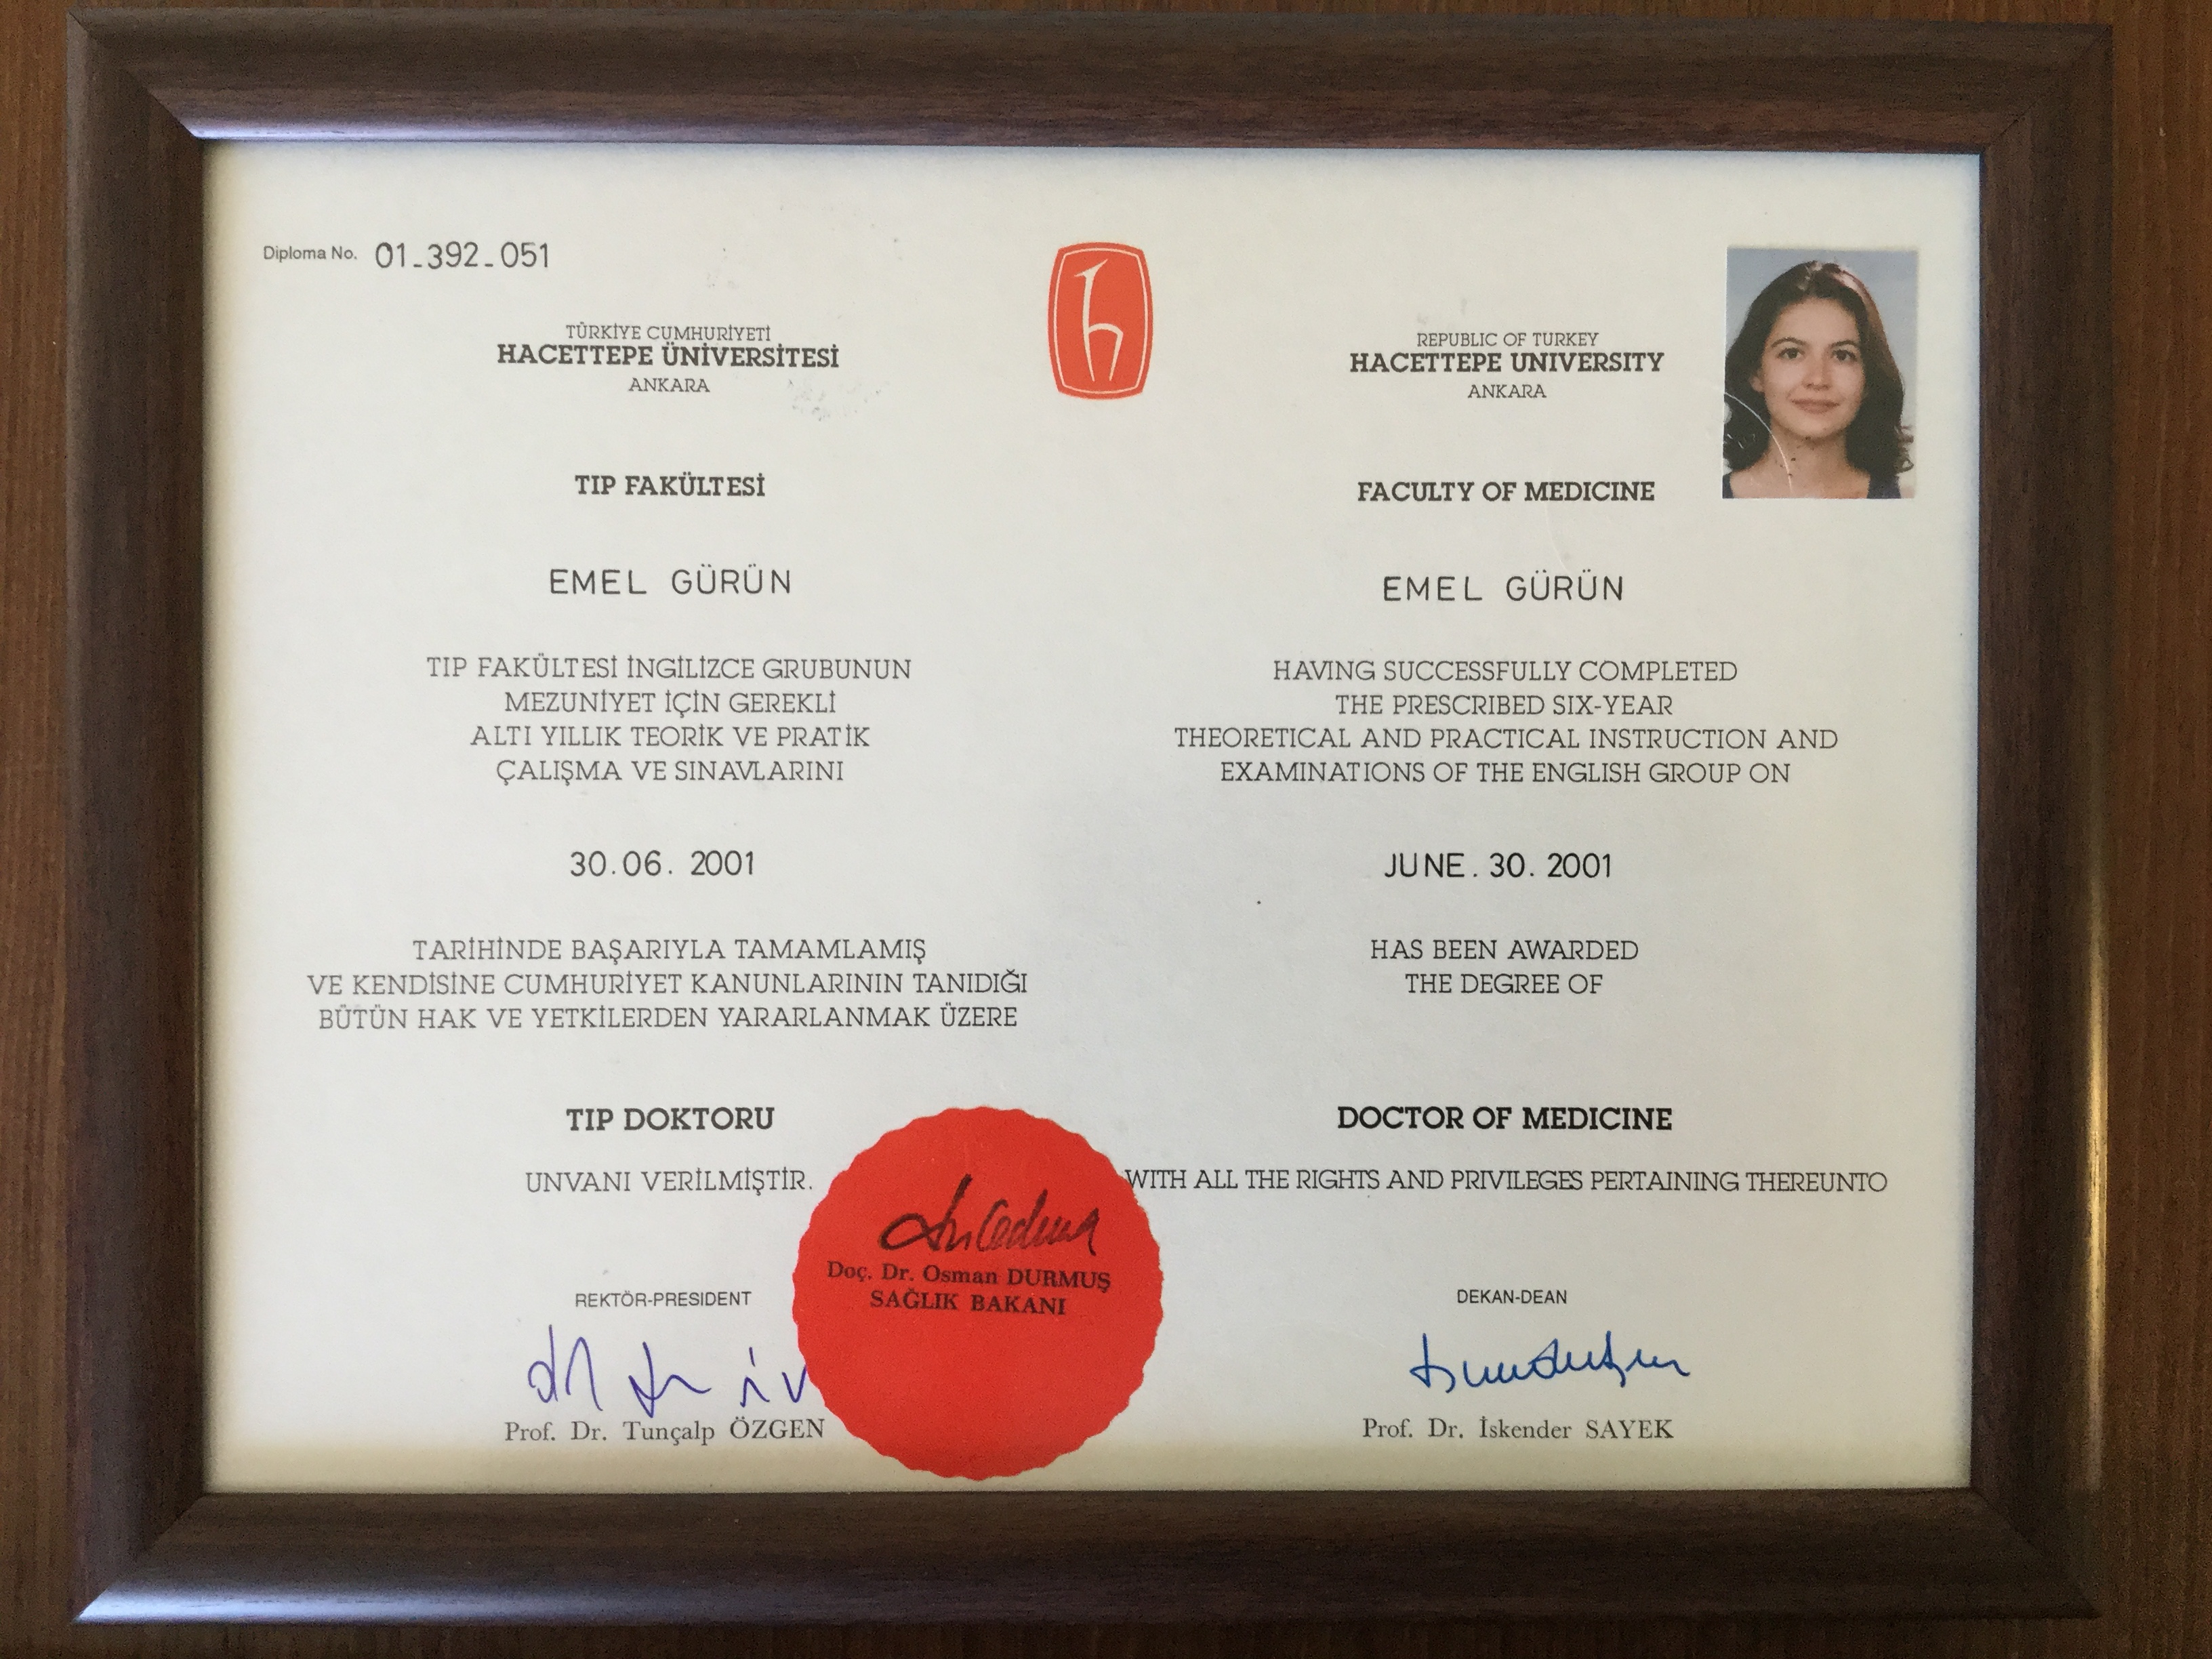 Diploma No. 01_392_051
TÜRKİYE CUMHURİYETİ
HACETTEPE ÜNİVERSİTESİ
ANKARA
TIP FAKÜLTESİ
EMEL GÜRÜN
TIP FAKÜLTESİ İNGİLİZCE GRUBUNUN
MEZUNİYET İÇİN GEREKLİ
ALTI YILLIK TEORİK VE PRATİK
ÇALIŞMA VE SINAVLARINI
30.06. 2001
TARİHİNDE BAŞARIYLA TAMAMLAMIŞ
VE KENDİSİNE CUMHURİYET KANUNLARININ TANIDIĞI
BÜTÜN HAK VE YETKİLERDEN YARARLANMAK ÜZERE
TIP DOKTORU
UNVANI VERİLMİŞTİR.
REKTÖR-PRESIDENT
Prof. Dr. Tunçalp ÖZGEN
h
Doç. Dr. Osman DURMUŞ
SAĞLIK BAKANI
REPUBLIC OF TURKEY
HACETTEPE UNIVERSITY
ANKARA
FACULTY OF MEDICINE
EMEL GÜRÜN
HAVING SUCCESSFULLY COMPLETED
THE PRESCRIBED SIX-YEAR
THEORETICAL AND PRACTICAL INSTRUCTION AND
EXAMINATIONS OF THE ENGLISH GROUP ON
JUNE. 30. 2001
HAS BEEN AWARDED
THE DEGREE OF
DOCTOR OF MEDICINE
WITH ALL THE RIGHTS AND PRIVILEGES PERTAINING THEREUNTO
DEKAN-DEAN
Prof. Dr. İskender SAYEK